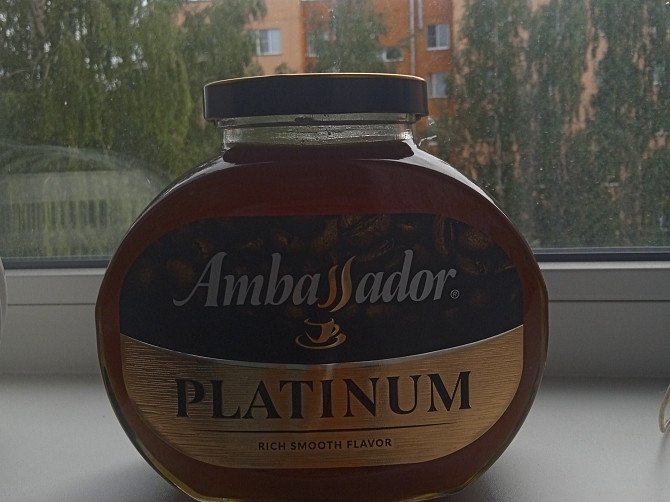 Ambassador®
PLATINUM
RICH SMOOTH FLAVOR